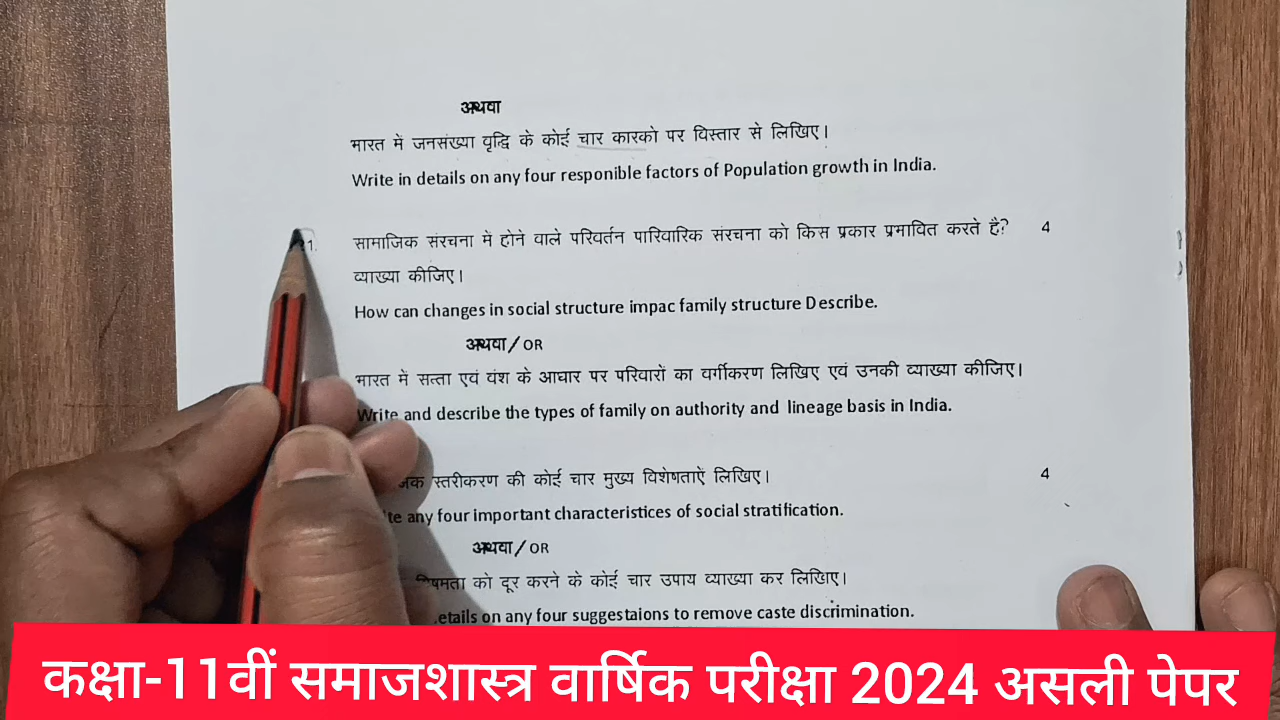 अथवा
भारत में जनसंख्या वृद्धि के कोई चार कारको पर विस्तार से लिखिए।
Write in details on any four responible factors of Population growth in India.
सामाजिक संरचना में होने वाले परिवर्तन पारिवारिक संरचना को किस प्रकार प्रभावित करते है? 4
व्याख्या कीजिए।
How can changes in social structure impac family structure Describe.
अथवा / OR
भारत में सत्ता एवं वंश के आधार पर परिवारों का वर्गीकरण लिखिए एवं उनकी व्याख्या कीजिए।
Write and describe the types of family on authority and lineage basis in India.
स्तरीकरण की कोई चार मुख्य विशेषताऐं लिखिए। 4
any four important characteristices of social stratification.
अथवा / OR
को दूर करने के कोई चार उपाय व्याख्या कर लिखिाए।
on any four suggestaions to remove caste discrimination.
कक्षा-11वीं समाजशास्त्र वार्षिक परीक्षा 2024 असली पेपर